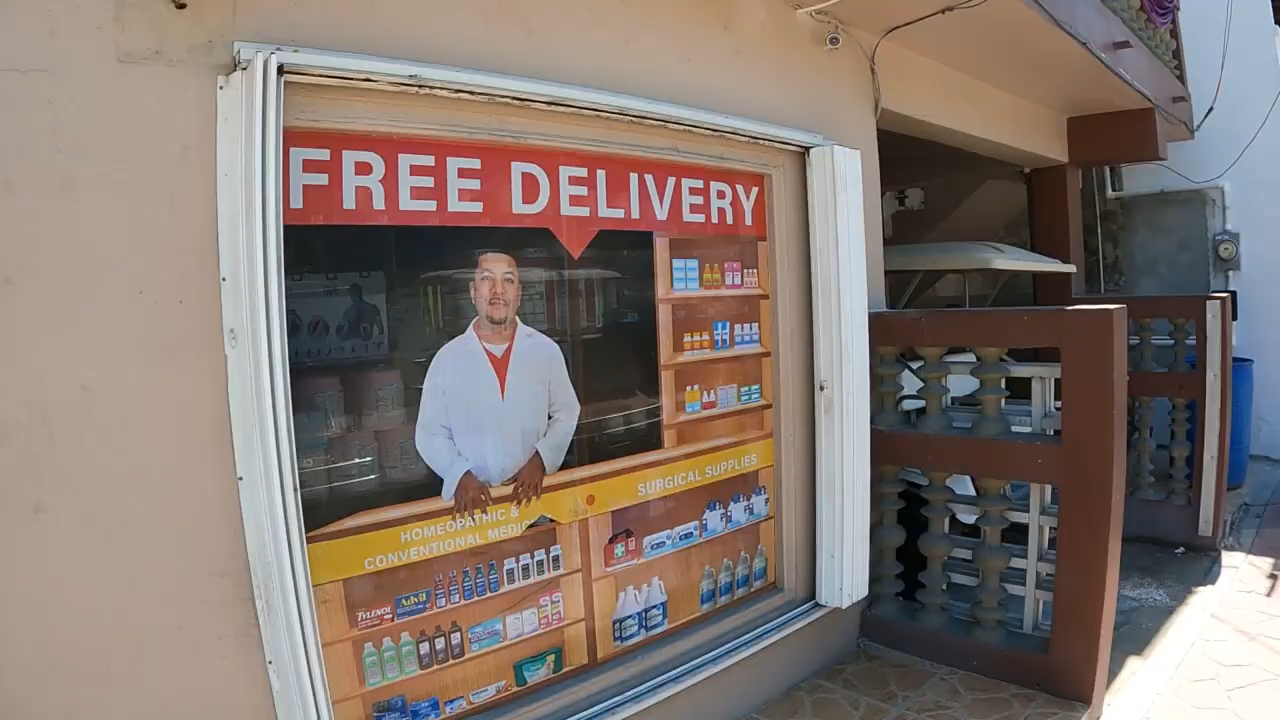 FREE DELIVERY
SURGICAL SUPPLIES
HOMEOPATHIC &
CONVENTIONAL MEDIC
TYLENOL
Advil